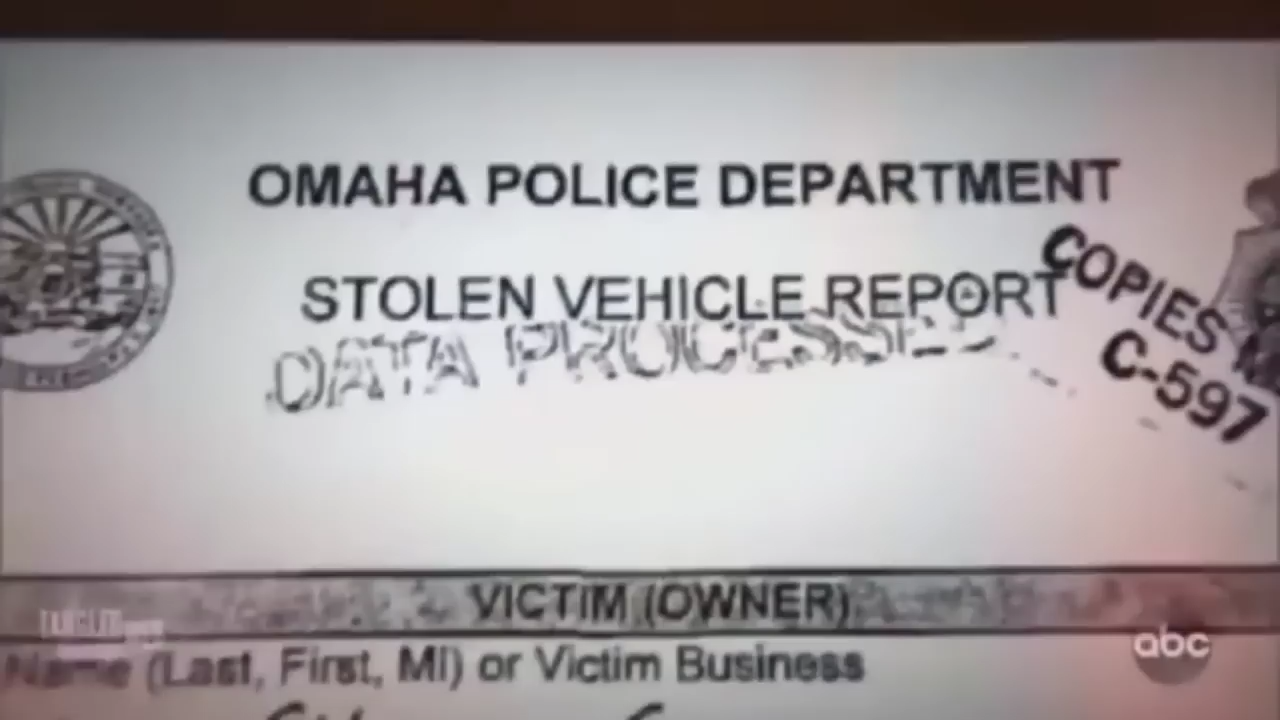 OMAHA POLICE DEPARTMENT
STOLEN VEHICLE REPORT
DATA
COPIES
C-597
VICTIM (OWNER)
Name (Last, First, MI) or Victim Business
abc